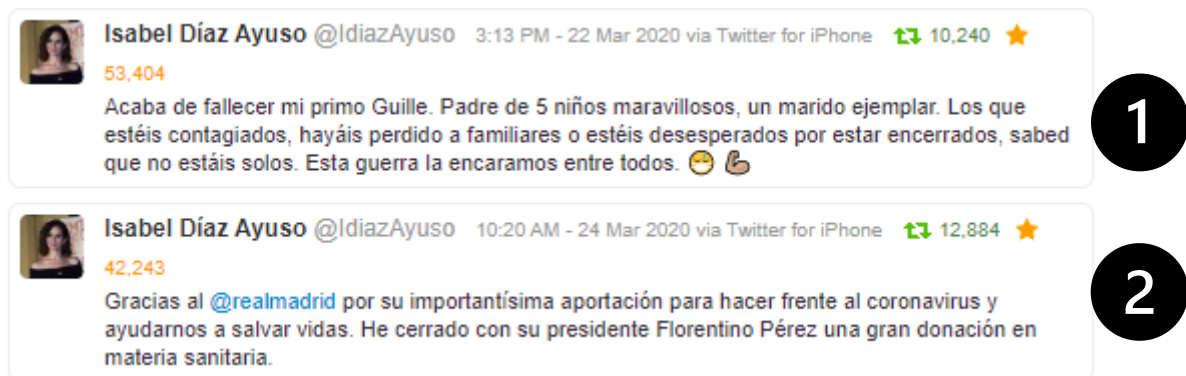 Isabel Díaz Ayuso @IdiazAyuso 3:13 PM - 22 Mar 2020 via Twitter for iPhone 10,240
53,404
Acaba de fallecer mi primo Guille. Padre de 5 niños maravillosos, un marido ejemplar. Los que
estéis contagiados, hayáis perdido a familiares o estéis desesperados por estar encerrados, sabed
que no estáis solos. Esta guerra la encaramos entre todos. 😷 💪🏽
1
Isabel Díaz Ayuso @IdiazAyuso 10:20 AM - 24 Mar 2020 via Twitter for iPhone 12,884
42,243
Gracias al @realmadrid por su importantísima aportación para hacer frente al coronavirus y
ayudarnos a salvar vidas. He cerrado con su presidente Florentino Pérez una gran donación en
materia sanitaria.
2